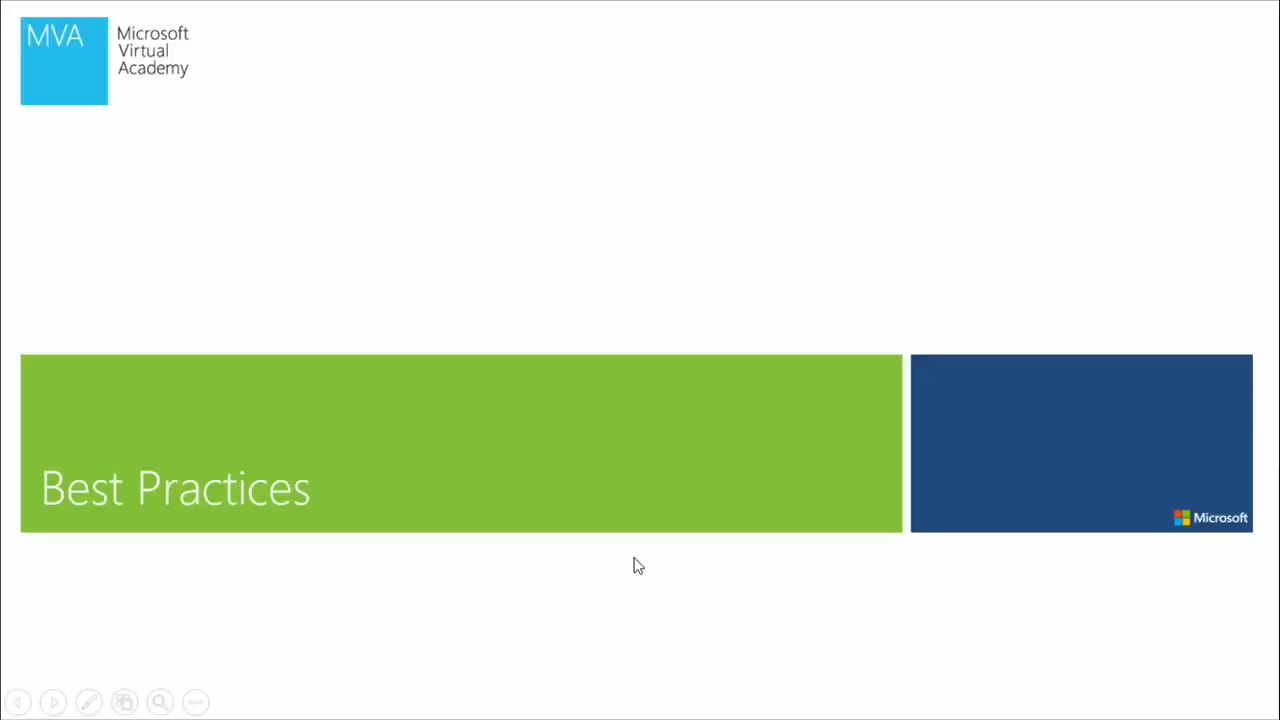 MVA
Microsoft
Virtual
Academy
Best Practices
Microsoft